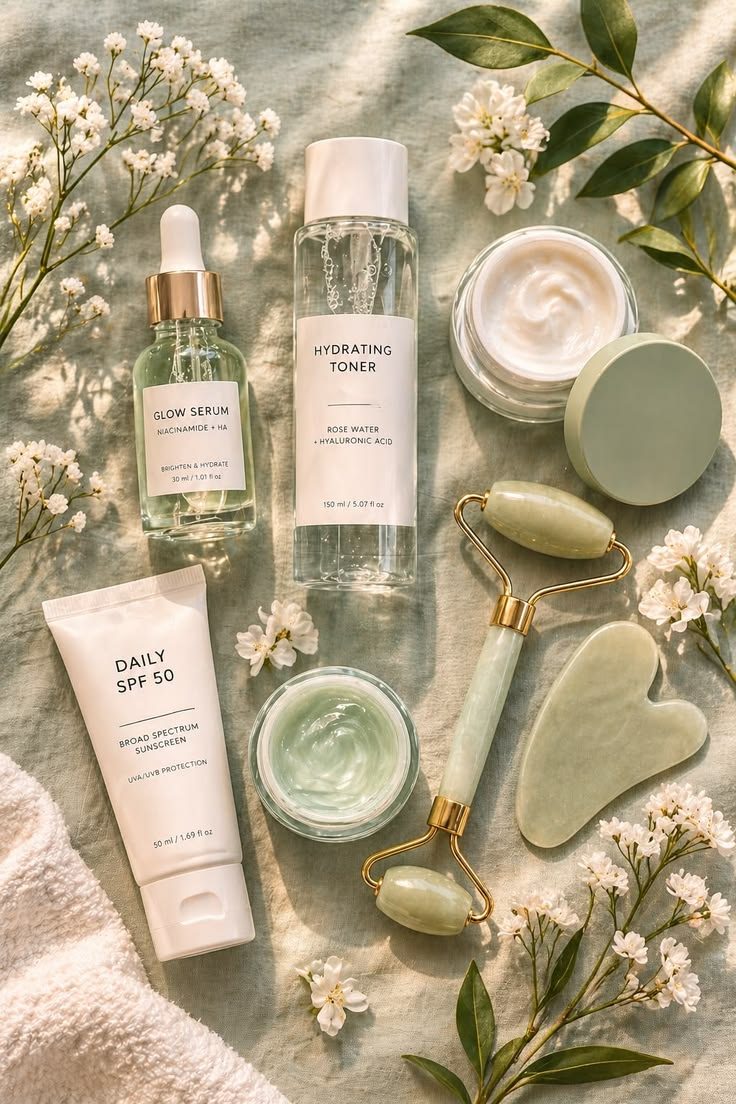 GLOW SERUM
NIACINAMIDE + HA
BRIGHTEN & HYDRATE
30 ml / 1.01 fl oz
HYDRATING
TONER
ROSE WATER
+ HYALURONIC ACID
150 ml / 5.07 fl oz
DAILY
SPF 50
BROAD SPECTRUM
SUNSCREEN
UVA/UVB PROTECTION
50 ml / 1.69 fl oz